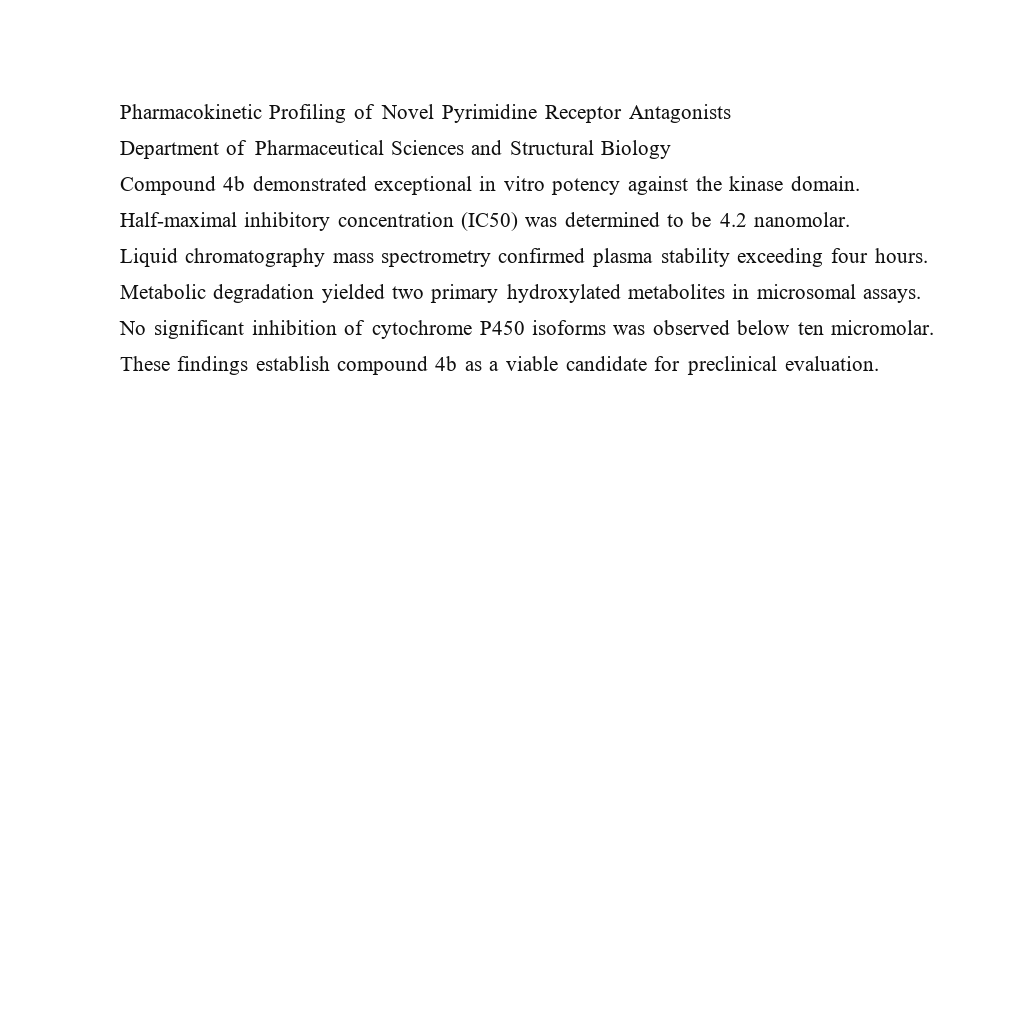 Pharmacokinetic Profiling of Novel Pyrimidine Receptor Antagonists
Department of Pharmaceutical Sciences and Structural Biology
Compound 4b demonstrated exceptional in vitro potency against the kinase domain.
Half-maximal inhibitory concentration (IC50) was determined to be 4.2 nanomolar.
Liquid chromatography mass spectrometry confirmed plasma stability exceeding four hours.
Metabolic degradation yielded two primary hydroxylated metabolites in microsomal assays.
No significant inhibition of cytochrome P450 isoforms was observed below ten micromolar.
These findings establish compound 4b as a viable candidate for preclinical evaluation.